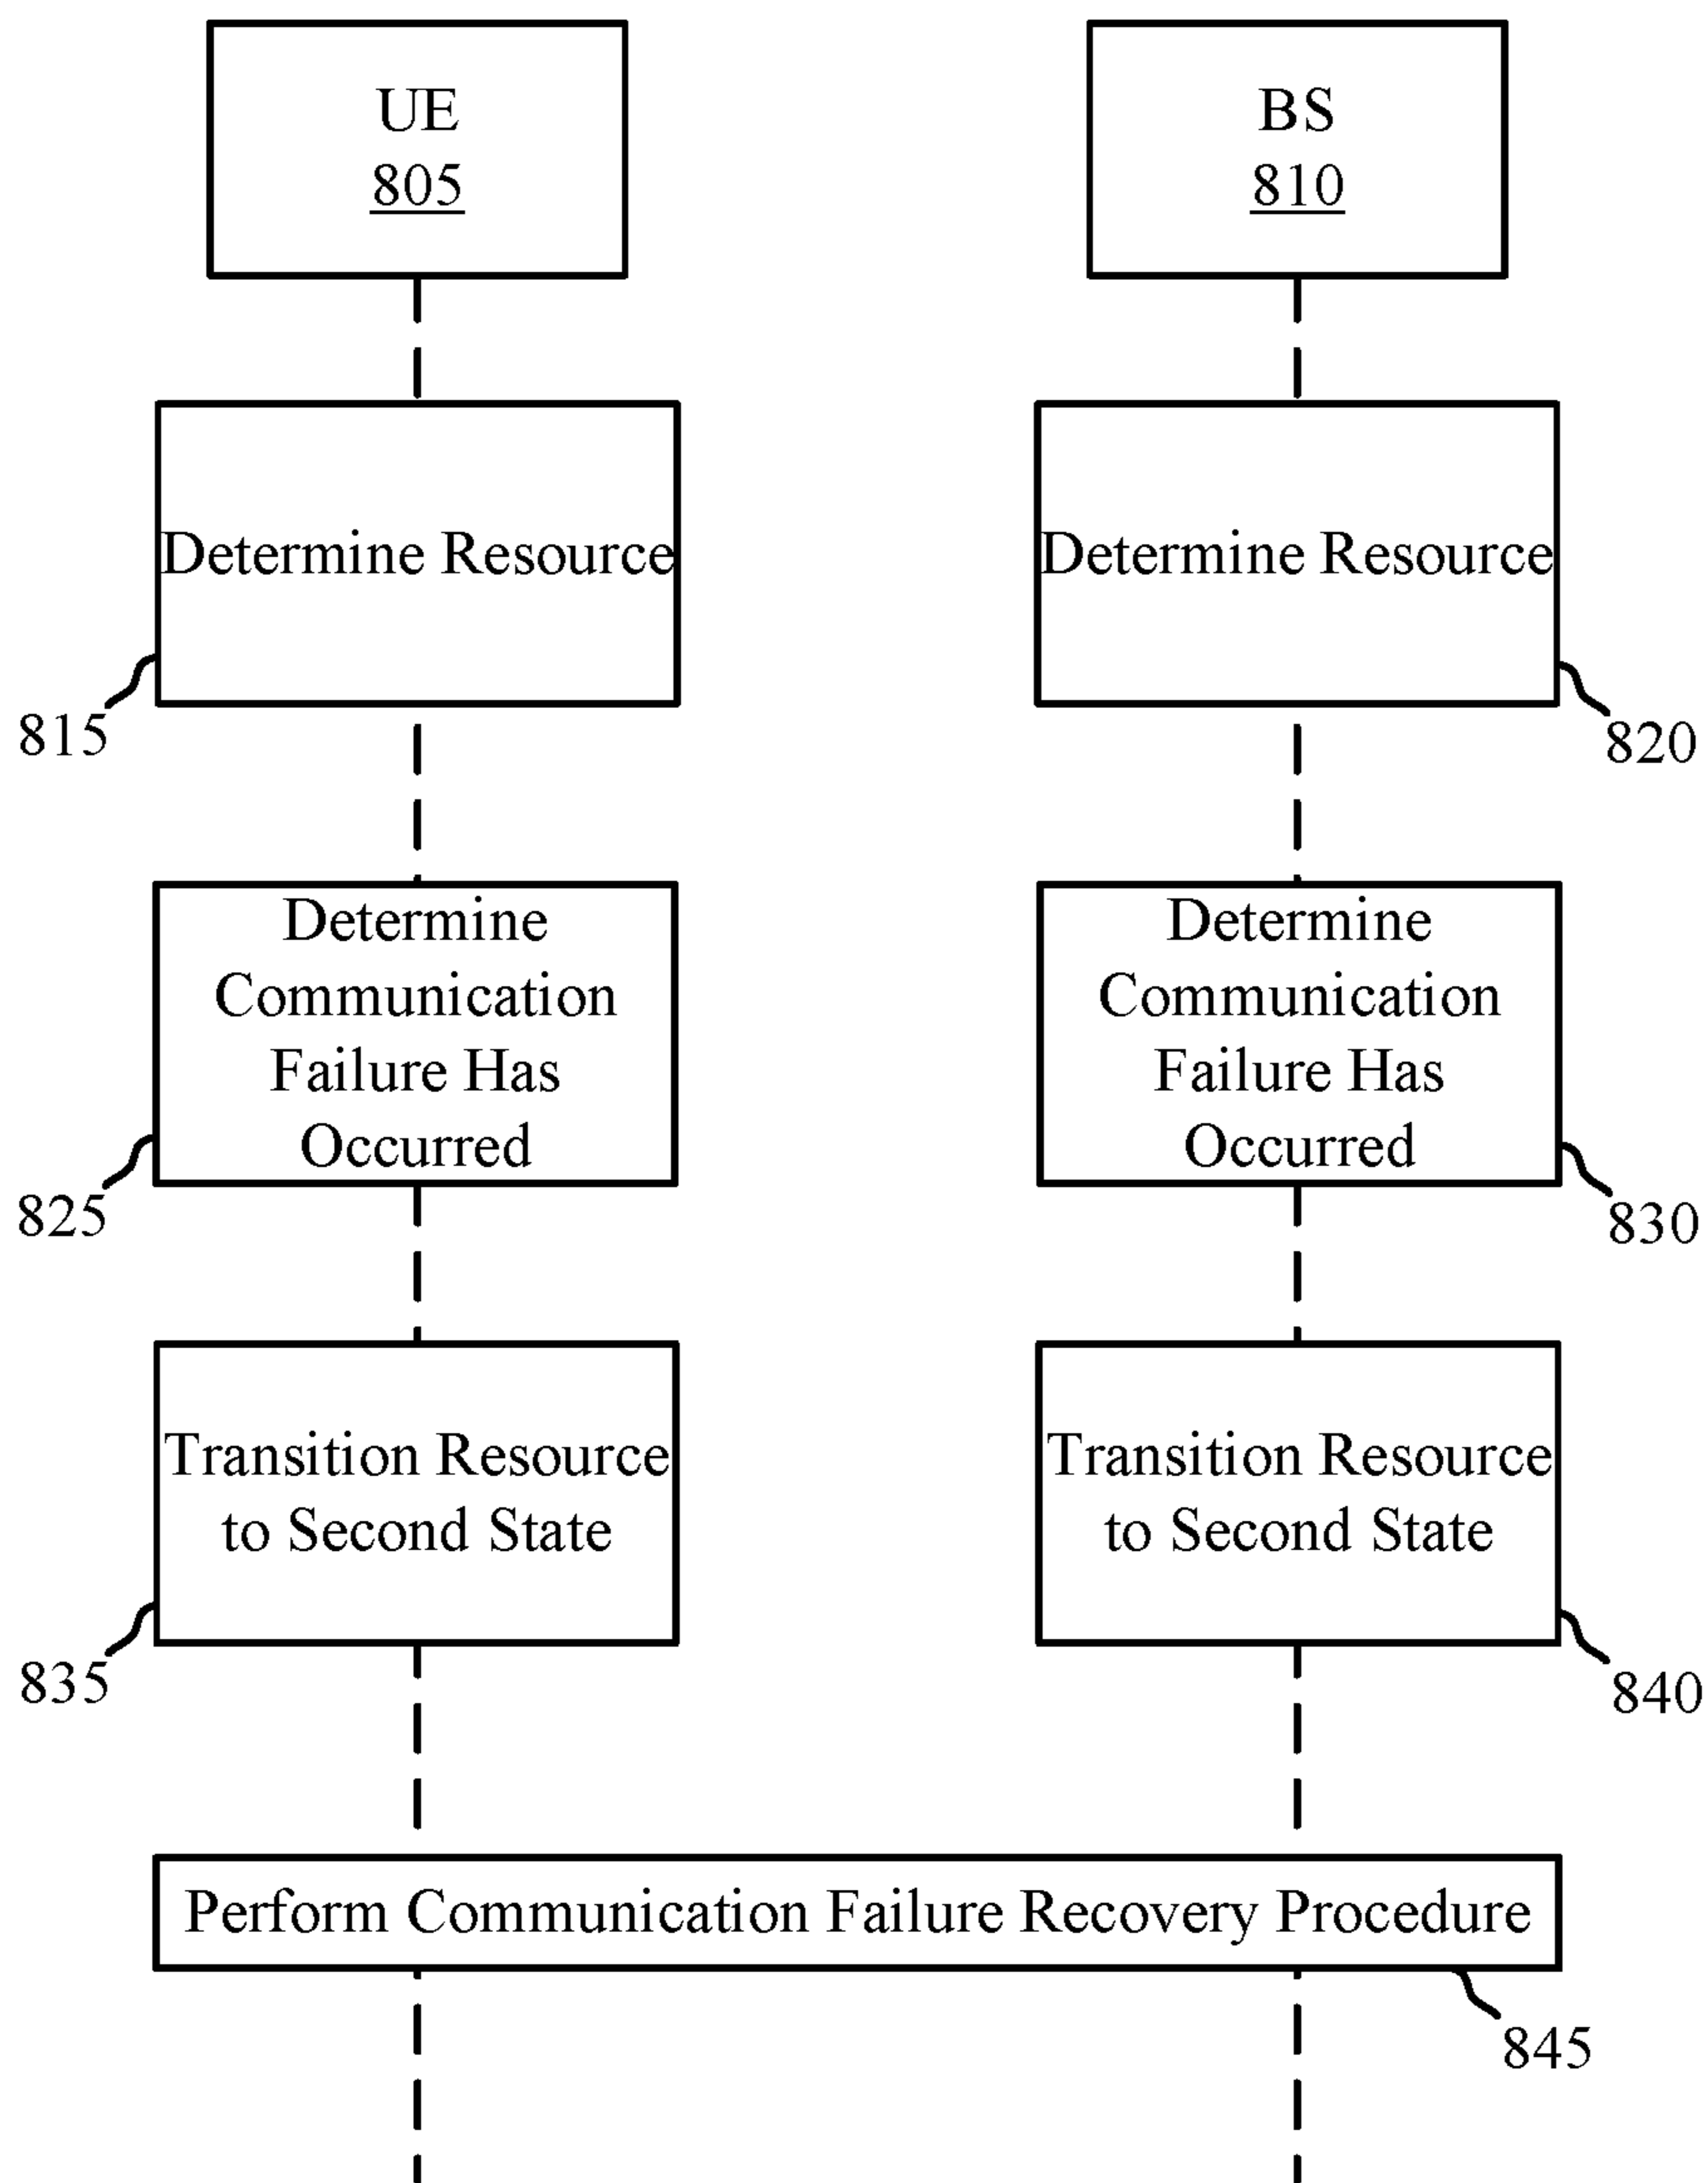 UE
805
BS
810
Determine Resource
815
Determine Resource
820
Determine
Communication
Failure Has
Occurred
825
Determine
Communication
Failure Has
Occurred
830
Transition Resource
to Second State
835
Transition Resource
to Second State
840
Perform Communication Failure Recovery Procedure
845